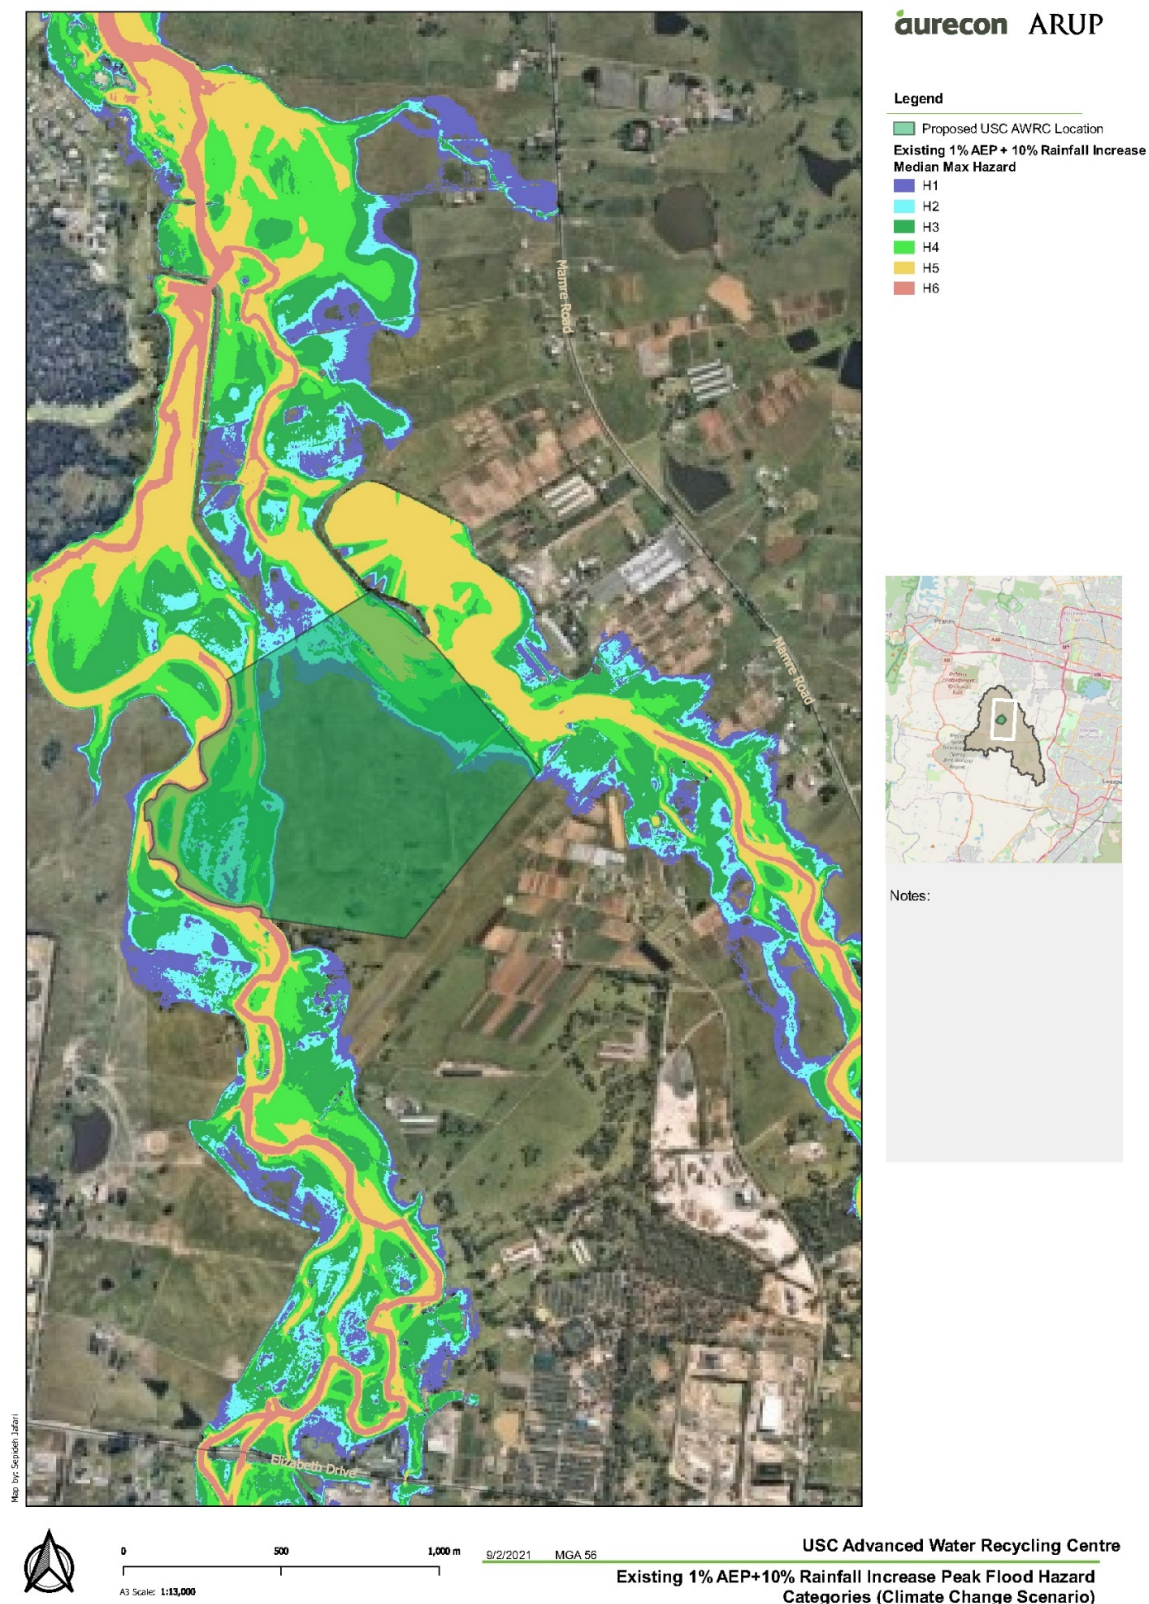 aurecon ARUP
Legend
Proposed USC AWRC Location
Existing 1% AEP + 10% Rainfall Increase
Median Max Hazard
H1
H2
H3
H4
H5
H6
Mamre Road
Mamre Road
Elizabeth Drive
Notes:
Map by: Sepideh Jafari
0 500 1,000 m
A3 Scale: 1:13,000
9/2/2021 MGA 56
USC Advanced Water Recycling Centre
Existing 1% AEP+10% Rainfall Increase Peak Flood Hazard
Categories (Climate Change Scenario)